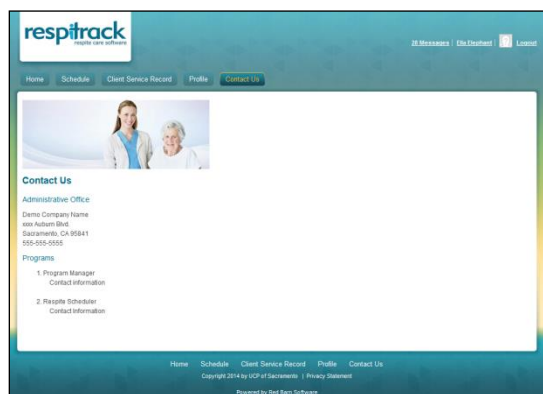 respitrack
respite care software
28 Messages | Ella Elephant | Logout
Home Schedule Client Service Record Profile Contact Us
Contact Us
Administrative Office
Demo Company Name
xxxx Auburn Blvd.
Sacramento, CA 95841
555-555-5555
Programs
1. Program Manager
Contact Information
2. Respite Scheduler
Contact Information
Home Schedule Client Service Record Profile Contact Us
Copyright 2014 by UCP of Sacramento | Privacy Statement
Powered by Red Barn Software